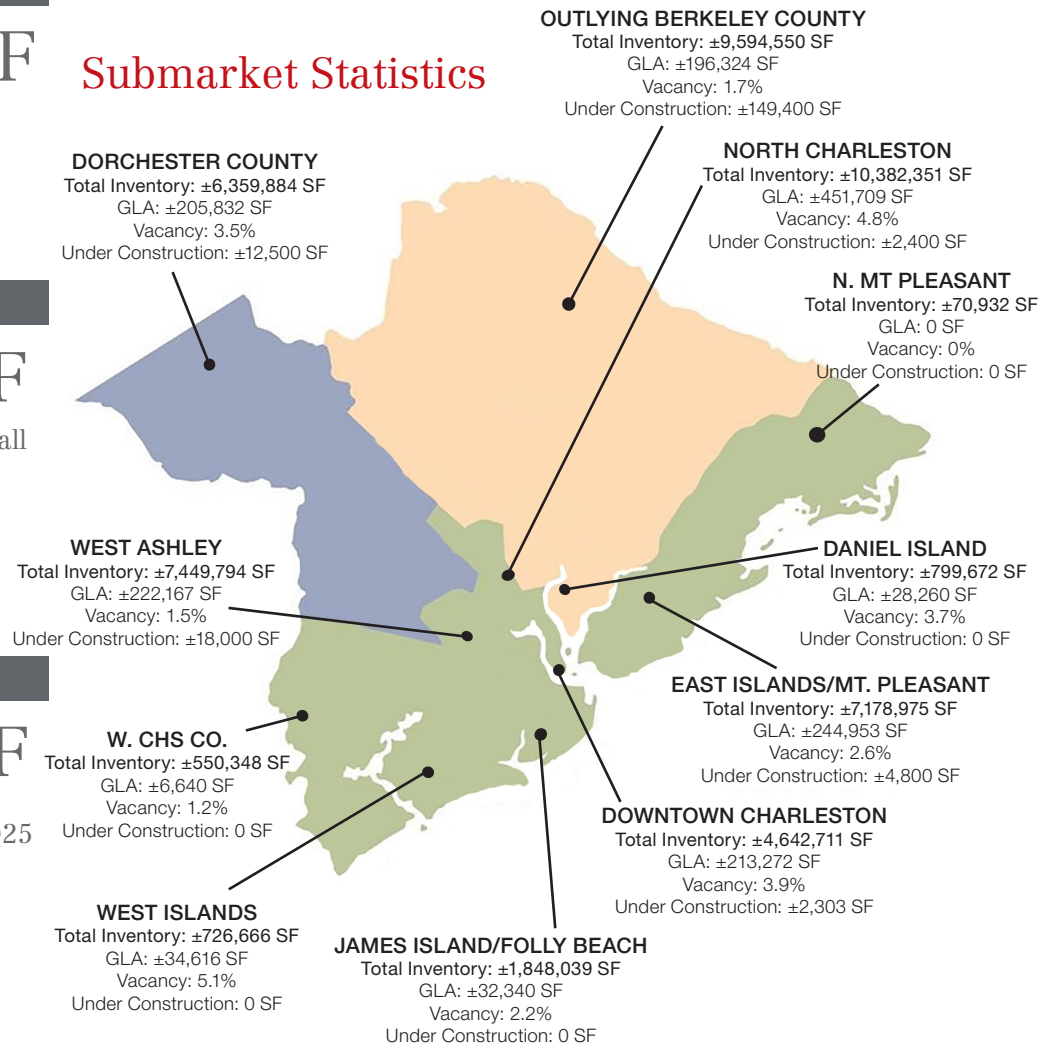 F
Submarket Statistics
OUTLYING BERKELEY COUNTY
Total Inventory: ±9,594,550 SF
GLA: ±196,324 SF
Vacancy: 1.7%
Under Construction: ±149,400 SF
DORCHESTER COUNTY
Total Inventory: ±6,359,884 SF
GLA: ±205,832 SF
Vacancy: 3.5%
Under Construction: ±12,500 SF
NORTH CHARLESTON
Total Inventory: ±10,382,351 SF
GLA: ±451,709 SF
Vacancy: 4.8%
Under Construction: ±2,400 SF
N. MT PLEASANT
Total Inventory: ±70,932 SF
GLA: 0 SF
Vacancy: 0%
Under Construction: 0 SF
F
all
WEST ASHLEY
Total Inventory: ±7,449,794 SF
GLA: ±222,167 SF
Vacancy: 1.5%
Under Construction: ±18,000 SF
DANIEL ISLAND
Total Inventory: ±799,672 SF
GLA: ±28,260 SF
Vacancy: 3.7%
Under Construction: 0 SF
EAST ISLANDS/MT. PLEASANT
Total Inventory: ±7,178,975 SF
GLA: ±244,953 SF
Vacancy: 2.6%
Under Construction: ±4,800 SF
F
25
W. CHS CO.
Total Inventory: ±550,348 SF
GLA: ±6,640 SF
Vacancy: 1.2%
Under Construction: 0 SF
DOWNTOWN CHARLESTON
Total Inventory: ±4,642,711 SF
GLA: ±213,272 SF
Vacancy: 3.9%
Under Construction: ±2,303 SF
WEST ISLANDS
Total Inventory: ±726,666 SF
GLA: ±34,616 SF
Vacancy: 5.1%
Under Construction: 0 SF
JAMES ISLAND/FOLLY BEACH
Total Inventory: ±1,848,039 SF
GLA: ±32,340 SF
Vacancy: 2.2%
Under Construction: 0 SF